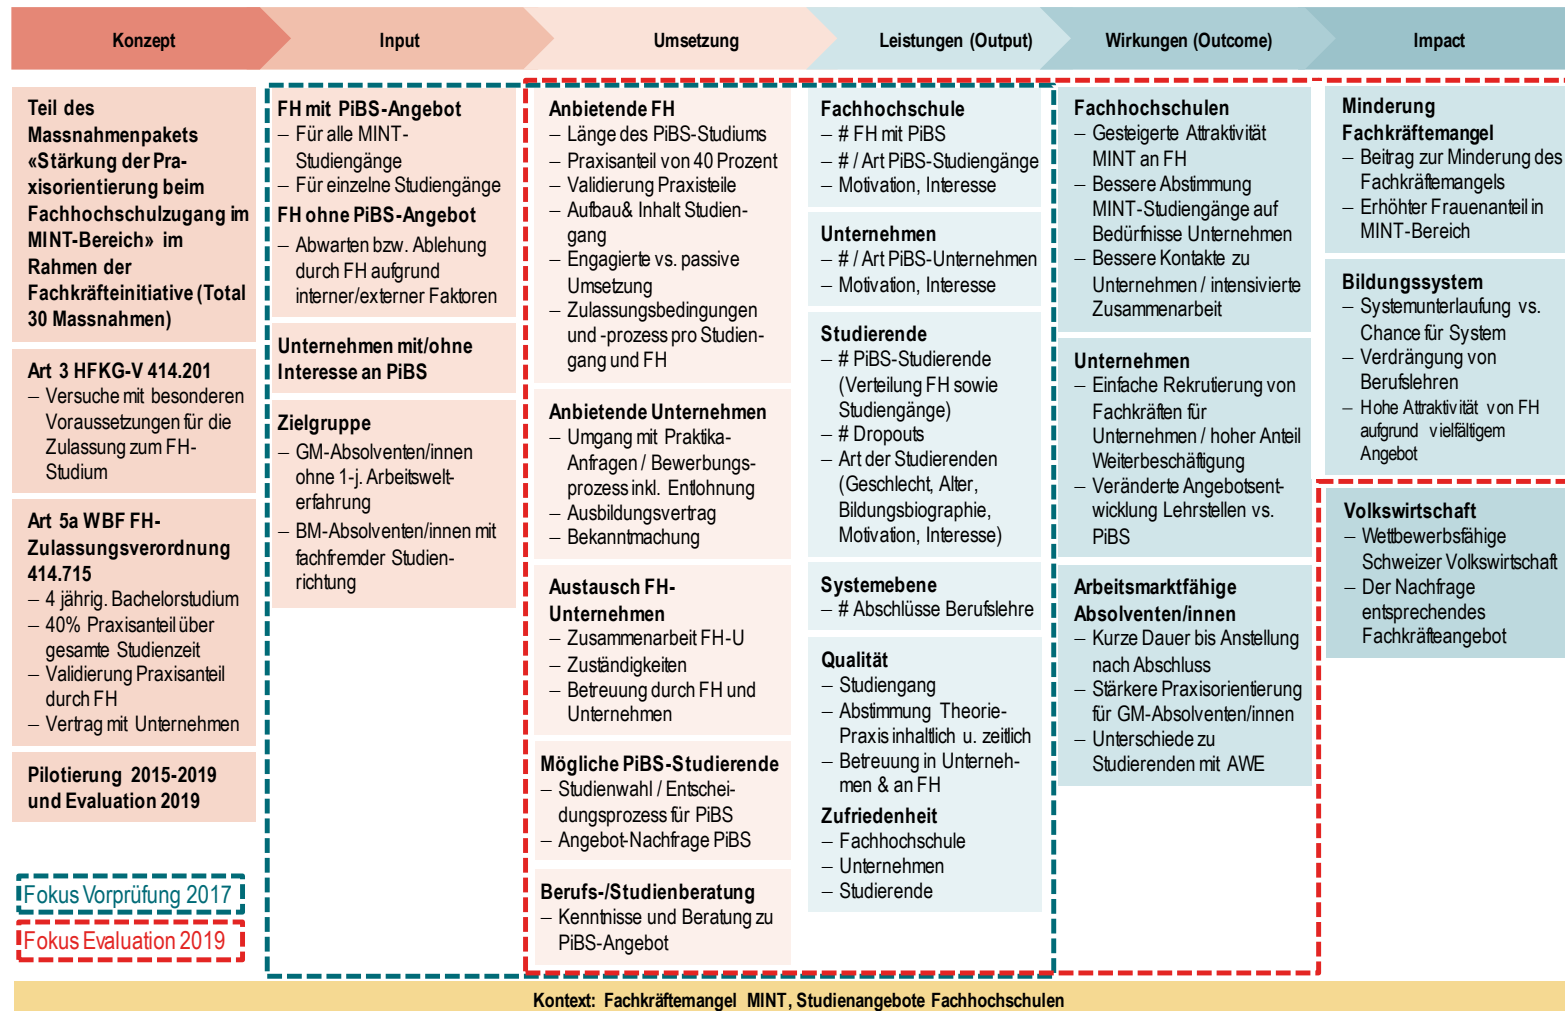 Konzept
Input
Umsetzung
Leistungen (Output)
Wirkungen (Outcome)
Impact
Teil des
Massnahmenpakets
«Stärkung der Pra-
xisorientierung beim
Fachhochschulzugang im
MINT-Bereich» im
Rahmen der
Fachkräfteinitiative (Total
30 Massnahmen)
Art 3 HFKG-V 414.201
– Versuche mit besonderen
Voraussetzungen für die
Zulassung zum FH-
Studium
Art 5a WBF FH-
Zulassungsverordnung
414.715
– 4 jährig. Bachelorstudium
– 40% Praxisanteil über
gesamte Studienzeit
– Validierung Praxisanteil
durch FH
– Vertrag mit Unternehmen
Pilotierung 2015-2019
und Evaluation 2019
Fokus Vorprüfung 2017
Fokus Evaluation 2019
FH mit PiBS-Angebot
– Für alle MINT-
Studiengänge
– Für einzelne Studiengänge
FH ohne PiBS-Angebot
– Abwarten bzw. Ablehung
durch FH aufgrund
interner/externer Faktoren
Unternehmen mit/ohne
Interesse an PiBS
Zielgruppe
– GM-Absolventen/innen
ohne 1-j. Arbeitswelt-
erfahrung
– BM-Absolventen/innen mit
fachfremder Studien-
richtung
Anbietende FH
– Länge des PiBS-Studiums
– Praxisanteil von 40 Prozent
– Validierung Praxisteile
– Aufbau& Inhalt Studien-
gang
– Engagierte vs. passive
Umsetzung
– Zulassungsbedingungen
und -prozess pro Studien-
gang und FH
Anbietende Unternehmen
– Umgang mit Praktika-
Anfragen / Bewerbungs-
prozess inkl. Entlohnung
– Ausbildungsvertrag
– Bekanntmachung
Austausch FH-
Unternehmen
– Zusammenarbeit FH-U
– Zuständigkeiten
– Betreuung durch FH und
Unternehmen
Mögliche PiBS-Studierende
– Studienwahl / Entschei-
dungsprozess für PiBS
– Angebot-Nachfrage PiBS
Berufs-/Studienberatung
– Kenntnisse und Beratung zu
PiBS-Angebot
Fachhochschule
– # FH mit PiBS
– # / Art PiBS-Studiengänge
– Motivation, Interesse
Unternehmen
– # / Art PiBS-Unternehmen
– Motivation, Interesse
Studierende
– # PiBS-Studierende
(Verteilung FH sowie
Studiengänge)
– # Dropouts
– Art der Studierenden
(Geschlecht, Alter,
Bildungsbiographie,
Motivation, Interesse)
Systemebene
– # Abschlüsse Berufslehre
Qualität
– Studiengang
– Abstimmung Theorie-
Praxis inhaltlich u. zeitlich
– Betreuung in Unterneh-
men & an FH
Zufriedenheit
– Fachhochschule
– Unternehmen
– Studierende
Fachhochschulen
– Gesteigerte Attraktivität
MINT an FH
– Bessere Abstimmung
MINT-Studiengänge auf
Bedürfnisse Unternehmen
– Bessere Kontakte zu
Unternehmen / intensivierte
Zusammenarbeit
Unternehmen
– Einfache Rekrutierung von
Fachkräften für
Unternehmen / hoher Anteil
Weiterbeschäftigung
– Veränderte Angebotsent-
wicklung Lehrstellen vs.
PiBS
Arbeitsmarktfähige
Absolventen/innen
– Kurze Dauer bis Anstellung
nach Abschluss
– Stärkere Praxisorientierung
für GM-Absolventen/innen
– Unterschiede zu
Studierenden mit AWE
Minderung
Fachkräftemangel
– Beitrag zur Minderung des
Fachkräftemangels
– Erhöhter Frauenanteil in
MINT-Bereich
Bildungssystem
– Systemunterlaufung vs.
Chance für System
– Verdrängung von
Berufslehren
– Hohe Attraktivität von FH
aufgrund vielfältigem
Angebot
Volkswirtschaft
– Wettbewerbsfähige
Schweizer Volkswirtschaft
– Der Nachfrage
entsprechendes
Fachkräfteangebot
Kontext: Fachkräftemangel MINT, Studienangebote Fachhochschulen